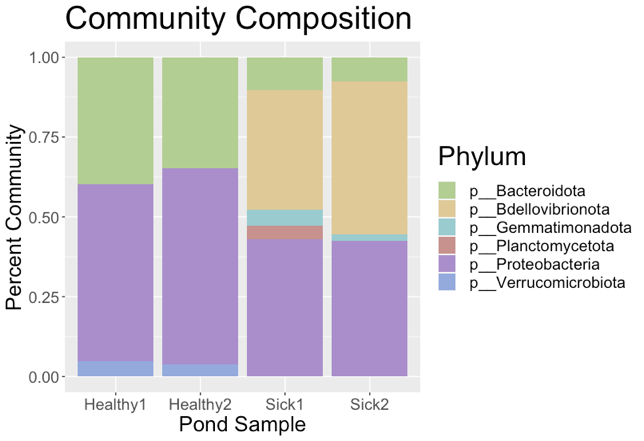 Community Composition
Percent Community
1.00
0.75
0.50
0.25
0.00
Healthy1 Healthy2 Sick1 Sick2
Pond Sample
Phylum
p__Bacteroidota
p__Bdellovibrionota
p__Gemmatimonadota
p__Planctomycetota
p__Proteobacteria
p__Verrucomicrobiota